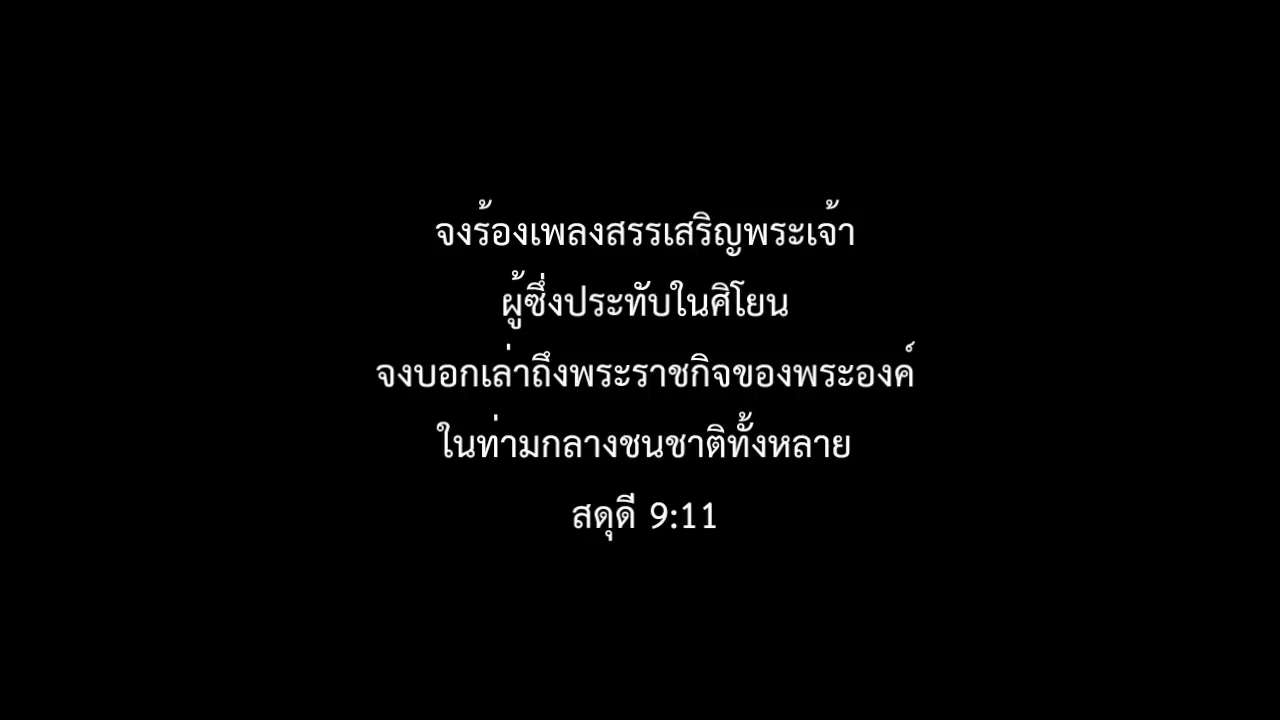 จงร้องเพลงสรรเสริญพระเจ้า
ผู้ซึ่งประทับในศิโยน
จงบอกเล่าถึงพระราชกิจของพระองค์
ในท่ามกลางชนชาติทั้งหลาย
สดุดี 9:11